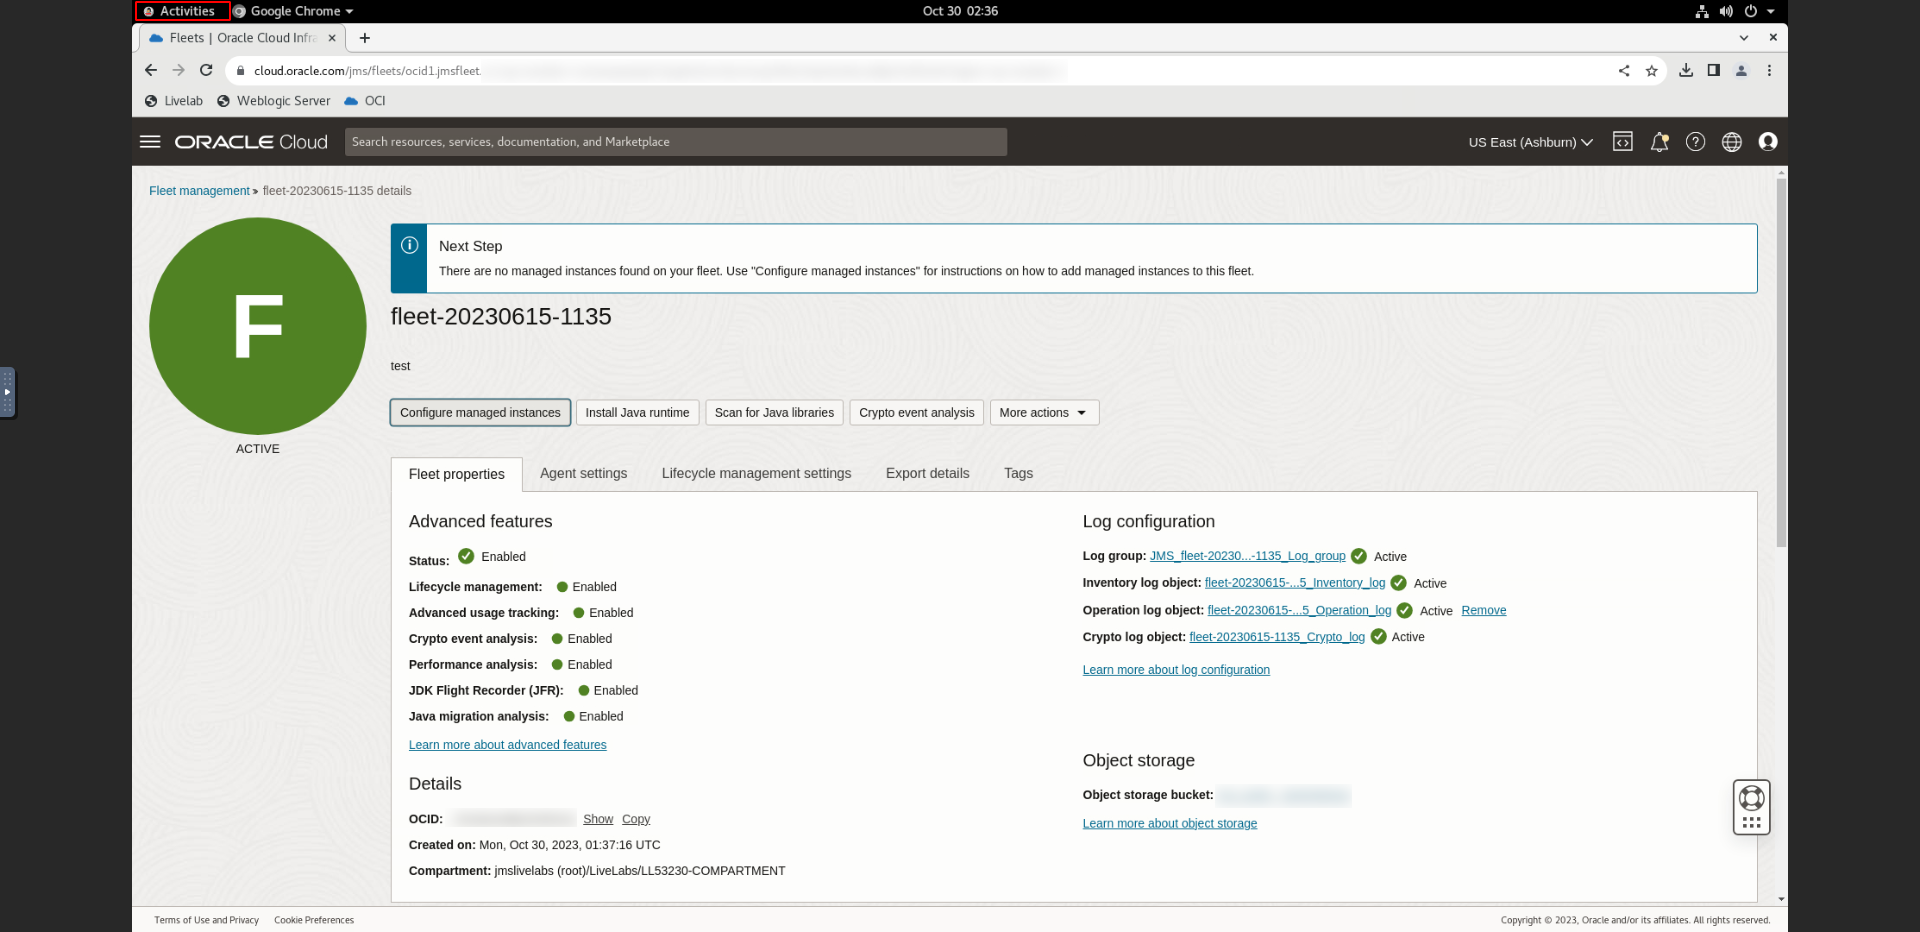 Activities Google Chrome Oct 30 02:36
Fleets | Oracle Cloud Infra
cloud.oracle.com/jms/fleets/ocid1.jmsfleet.
Livelab Weblogic Server OCI
ORACLE Cloud Search resources, services, documentation, and Marketplace US East (Ashburn)
Fleet management » fleet-20230615-1135 details
F
ACTIVE
Next Step
There are no managed instances found on your fleet. Use "Configure managed instances" for instructions on how to add managed instances to this fleet.
fleet-20230615-1135
test
Configure managed instances Install Java runtime Scan for Java libraries Crypto event analysis More actions
Fleet properties Agent settings Lifecycle management settings Export details Tags
Advanced features
Status: Enabled
Lifecycle management: Enabled
Advanced usage tracking: Enabled
Crypto event analysis: Enabled
Performance analysis: Enabled
JDK Flight Recorder (JFR): Enabled
Java migration analysis: Enabled
Learn more about advanced features
Details
OCID: Show Copy
Created on: Mon, Oct 30, 2023, 01:37:16 UTC
Compartment: jmslivelabs (root)/LiveLabs/LL53230-COMPARTMENT
Log configuration
Log group: JMS_fleet-20230...-1135_Log_group Active
Inventory log object: fleet-20230615-...5_Inventory_log Active
Operation log object: fleet-20230615-...5_Operation_log Active Remove
Crypto log object: fleet-20230615-1135_Crypto_log Active
Learn more about log configuration
Object storage
Object storage bucket:
Learn more about object storage
Terms of Use and Privacy Cookie Preferences Copyright © 2023, Oracle and/or its affiliates. All rights reserved.